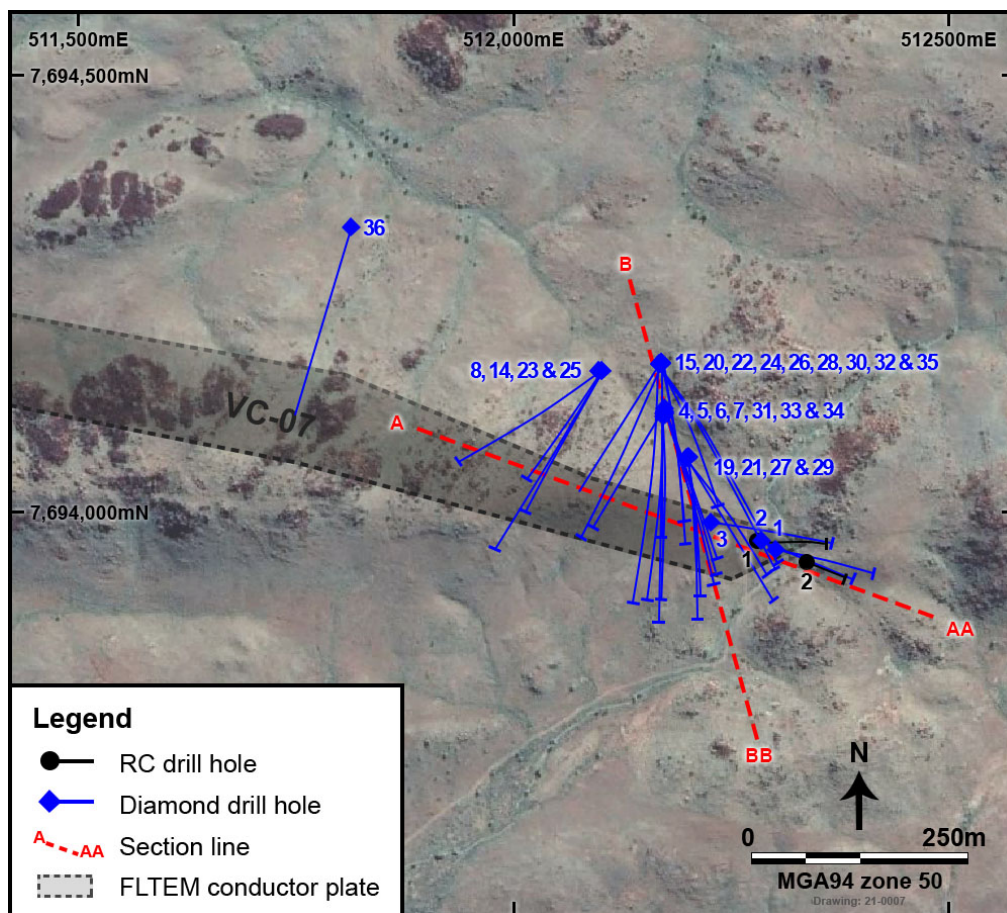 511,500mE
512,000mE
512,500mE
7,694,500mN
36
B
8, 14, 23 & 25
15, 20, 22, 24, 26, 28, 30, 32 & 35
4, 5, 6, 7, 31, 33 & 34
VC-07
A
19, 21, 27 & 29
7,694,000mN
3
2
1
1
2
AA
BB
Legend
RC drill hole
Diamond drill hole
A AA Section line
FLTEM conductor plate
N
0 250m
MGA94 zone 50
Drawing: 21-0007